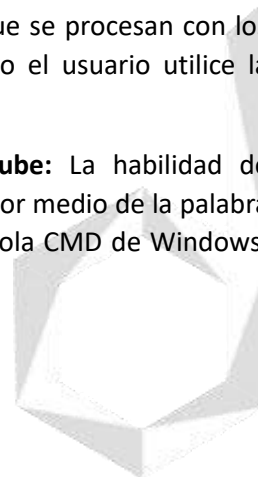 ue se procesan con lo
o el usuario utilice la
ube: La habilidad de
or medio de la palabra
ola CMD de Windows